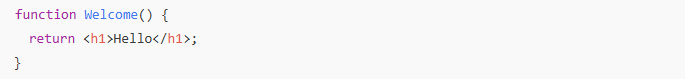 function Welcome() {
  return <h1>Hello</h1>;
}